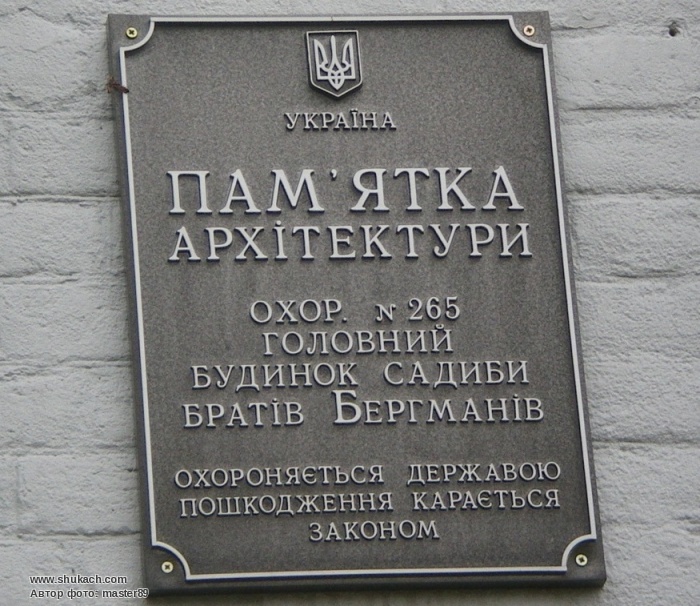 УКРАЇНА
ПАМ'ЯТКА
АРХІТЕКТУРИ
ОХОР. № 265
ГОЛОВНИЙ
БУДИНОК САДИБИ
БРАТІВ БЕРГМАНІВ
ОХОРОНЯЄТЬСЯ ДЕРЖАВОЮ
ПОШКОДЖЕННЯ КАРАЄТЬСЯ
ЗАКОНОМ
www.shukach.com
Автор фото: master89